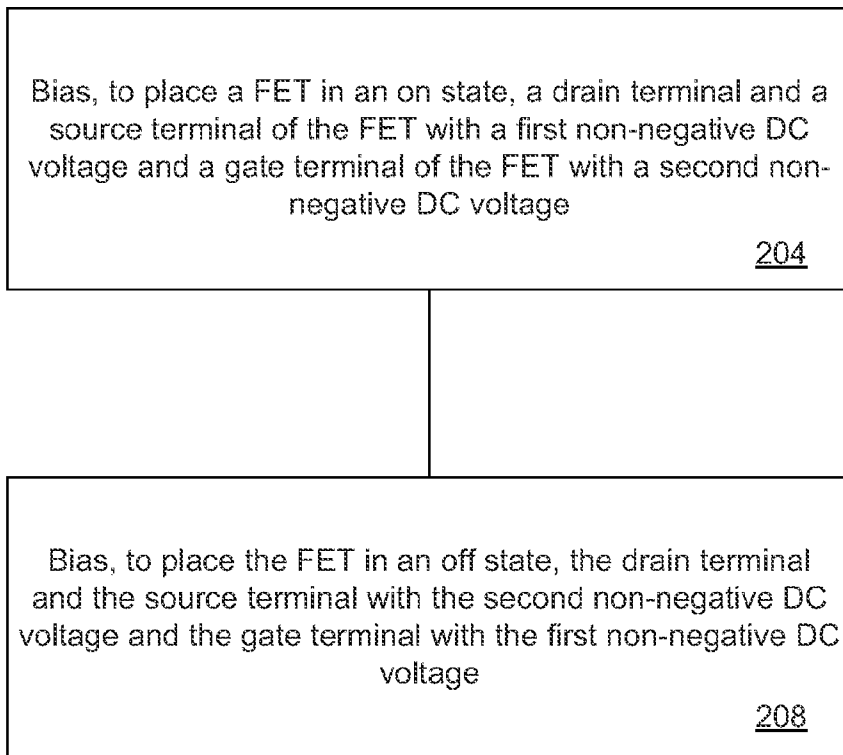 Bias, to place a FET in an on state, a drain terminal and a
source terminal of the FET with a first non-negative DC
voltage and a gate terminal of the FET with a second non-
negative DC voltage
204
Bias, to place the FET in an off state, the drain terminal
and the source terminal with the second non-negative DC
voltage and the gate terminal with the first non-negative DC
voltage
208